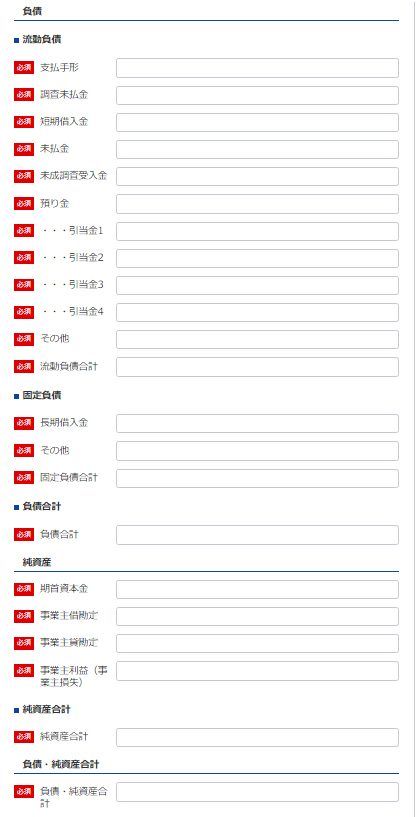 負債
流動負債
必須 支払手形
必須 調査未払金
必須 短期借入金
必須 未払金
必須 未成調査受入金
必須 預り金
必須 ・・・引当金1
必須 ・・・引当金2
必須 ・・・引当金3
必須 ・・・引当金4
必須 その他
必須 流動負債合計
固定負債
必須 長期借入金
必須 その他
必須 固定負債合計
負債合計
必須 負債合計
純資産
必須 期首資本金
必須 事業主借勘定
必須 事業主貸勘定
必須 事業主利益（事
業主損失）
純資産合計
必須 純資産合計
負債・純資産合計
必須 負債・純資産合
計